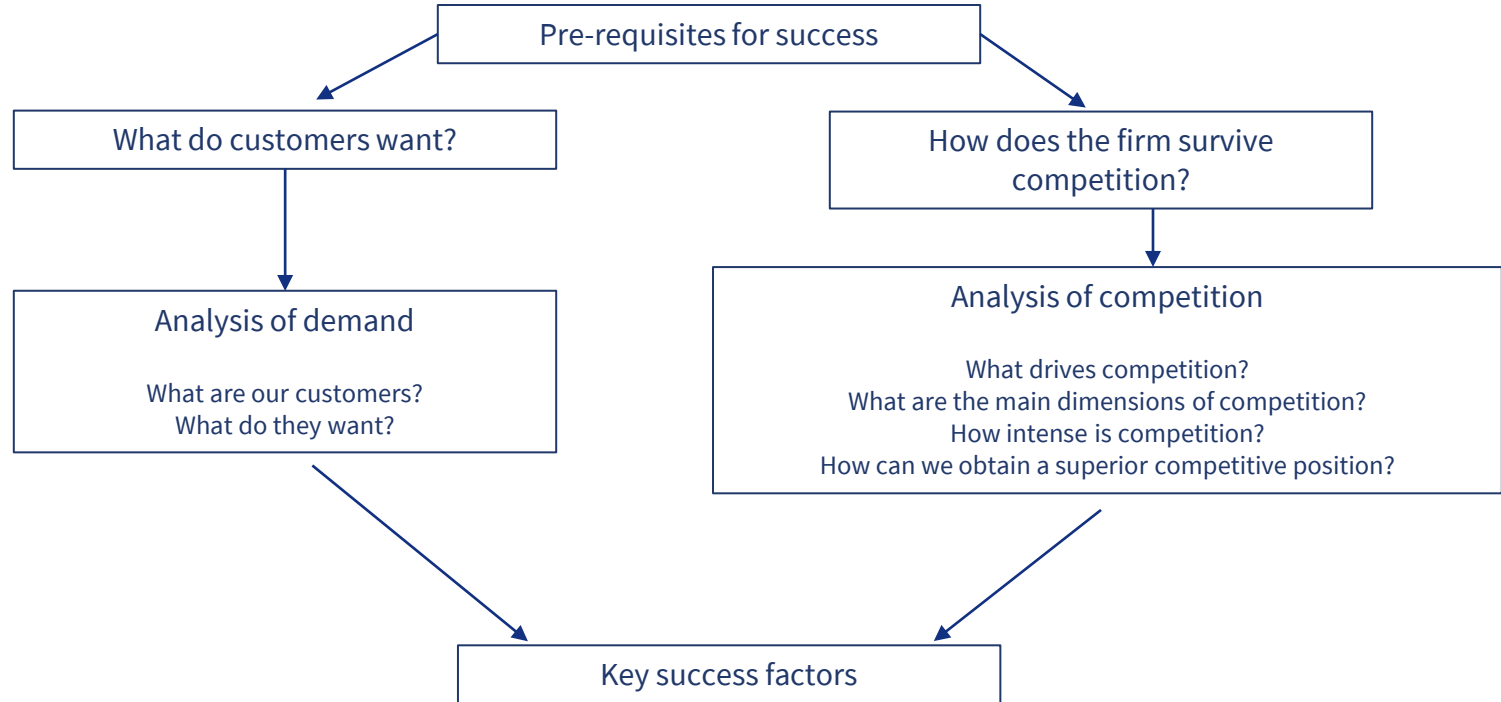 Pre-requisites for success
What do customers want?
How does the firm survive
competition?
Analysis of demand
What are our customers?
What do they want?
Analysis of competition
What drives competition?
What are the main dimensions of competition?
How intense is competition?
How can we obtain a superior competitive position?
Key success factors